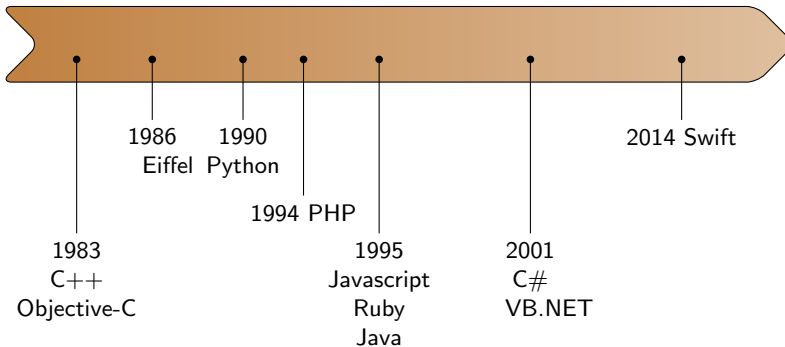 1983
C++
Objective-C
1986
Eiffel
1990
Python
1994 PHP
1995
Javascript
Ruby
Java
2001
C#
VB.NET
2014 Swift